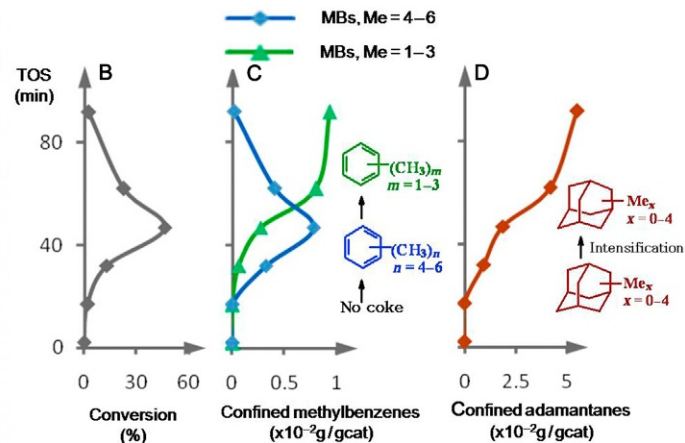 MBs, Me = 4–6
MBs, Me = 1–3
TOS
(min)
B
C
D
80
40
0
(CH₃)m
m = 1–3
(CH₃)n
n = 4–6
No coke
Meₓ
x = 0–4
Intensification
Meₓ
x = 0–4
0 30 60
0 0.5 1
0 2.5 5
Conversion
(%)
Confined methylbenzenes
(x10⁻²g/gcat)
Confined adamantanes
(x10⁻²g/gcat)